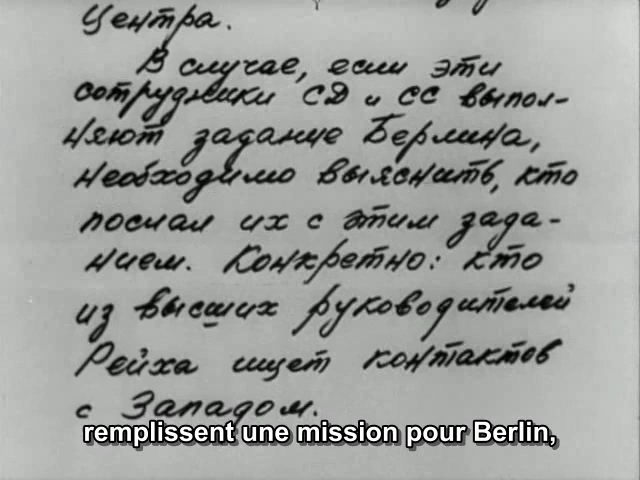 Центра.
В случае, если эти
сотрудники СД и СС выпол-
няют задание Берлина,
необходимо выяснить, кто
послал их с этим зада-
нием. Конкретно: кто
из высших руководителей
Рейха ищет контактов
с Западом.
remplissent une mission pour Berlin,